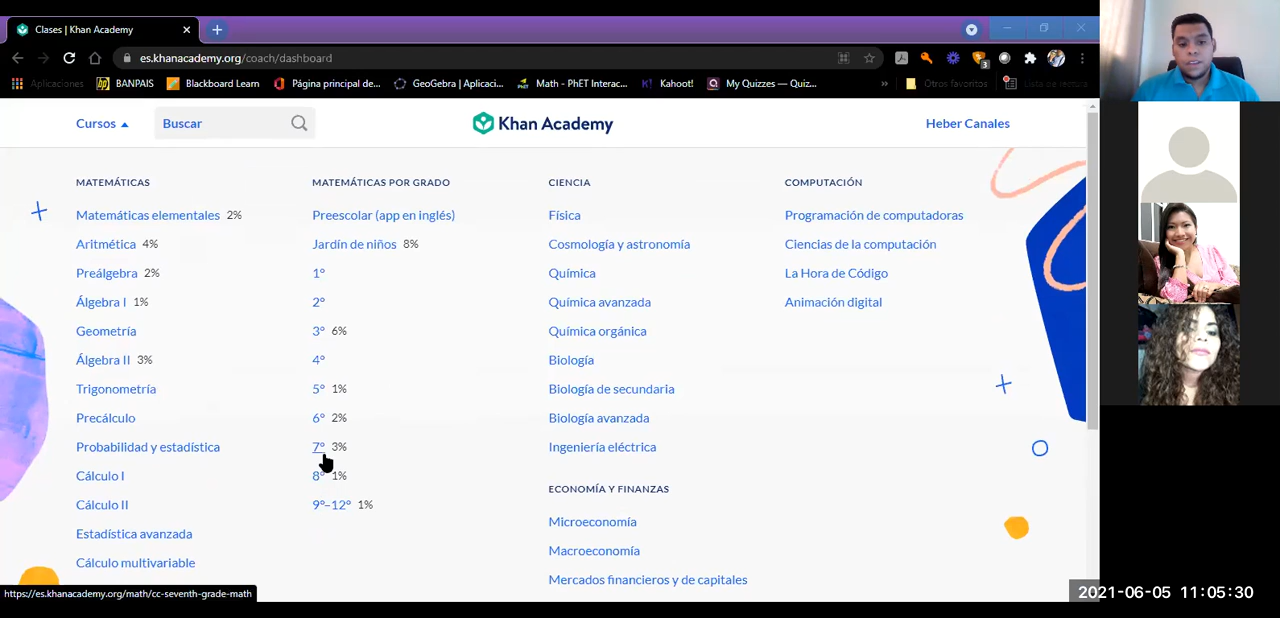 Clases | Khan Academy
es.khanacademy.org/coach/dashboard
3
Aplicaciones
BANPAIS
Blackboard Learn
Página principal de...
GeoGebra | Aplicaci...
Math - PhET Interac...
Kahoot!
My Quizzes — Quiz...
»
Otros favoritos
Lista de lectura
Cursos
Buscar
Khan Academy
Heber Canales
MATEMÁTICAS
Matemáticas elementales 2%
Aritmética 4%
Preálgebra 2%
Álgebra I 1%
Geometría
Álgebra II 3%
Trigonometría
Precálculo
Probabilidad y estadística
Cálculo I
Cálculo II
Estadística avanzada
Cálculo multivariable
MATEMÁTICAS POR GRADO
Preescolar (app en inglés)
Jardín de niños 8%
1°
2°
3° 6%
4°
5° 1%
6° 2%
7° 3%
8° 1%
9°–12° 1%
CIENCIA
Física
Cosmología y astronomía
Química
Química avanzada
Química orgánica
Biología
Biología de secundaria
Biología avanzada
Ingeniería eléctrica
ECONOMÍA Y FINANZAS
Microeconomía
Macroeconomía
Mercados financieros y de capitales
COMPUTACIÓN
Programación de computadoras
Ciencias de la computación
La Hora de Código
Animación digital
https://es.khanacademy.org/math/cc-seventh-grade-math
2021-06-05 11:05:30